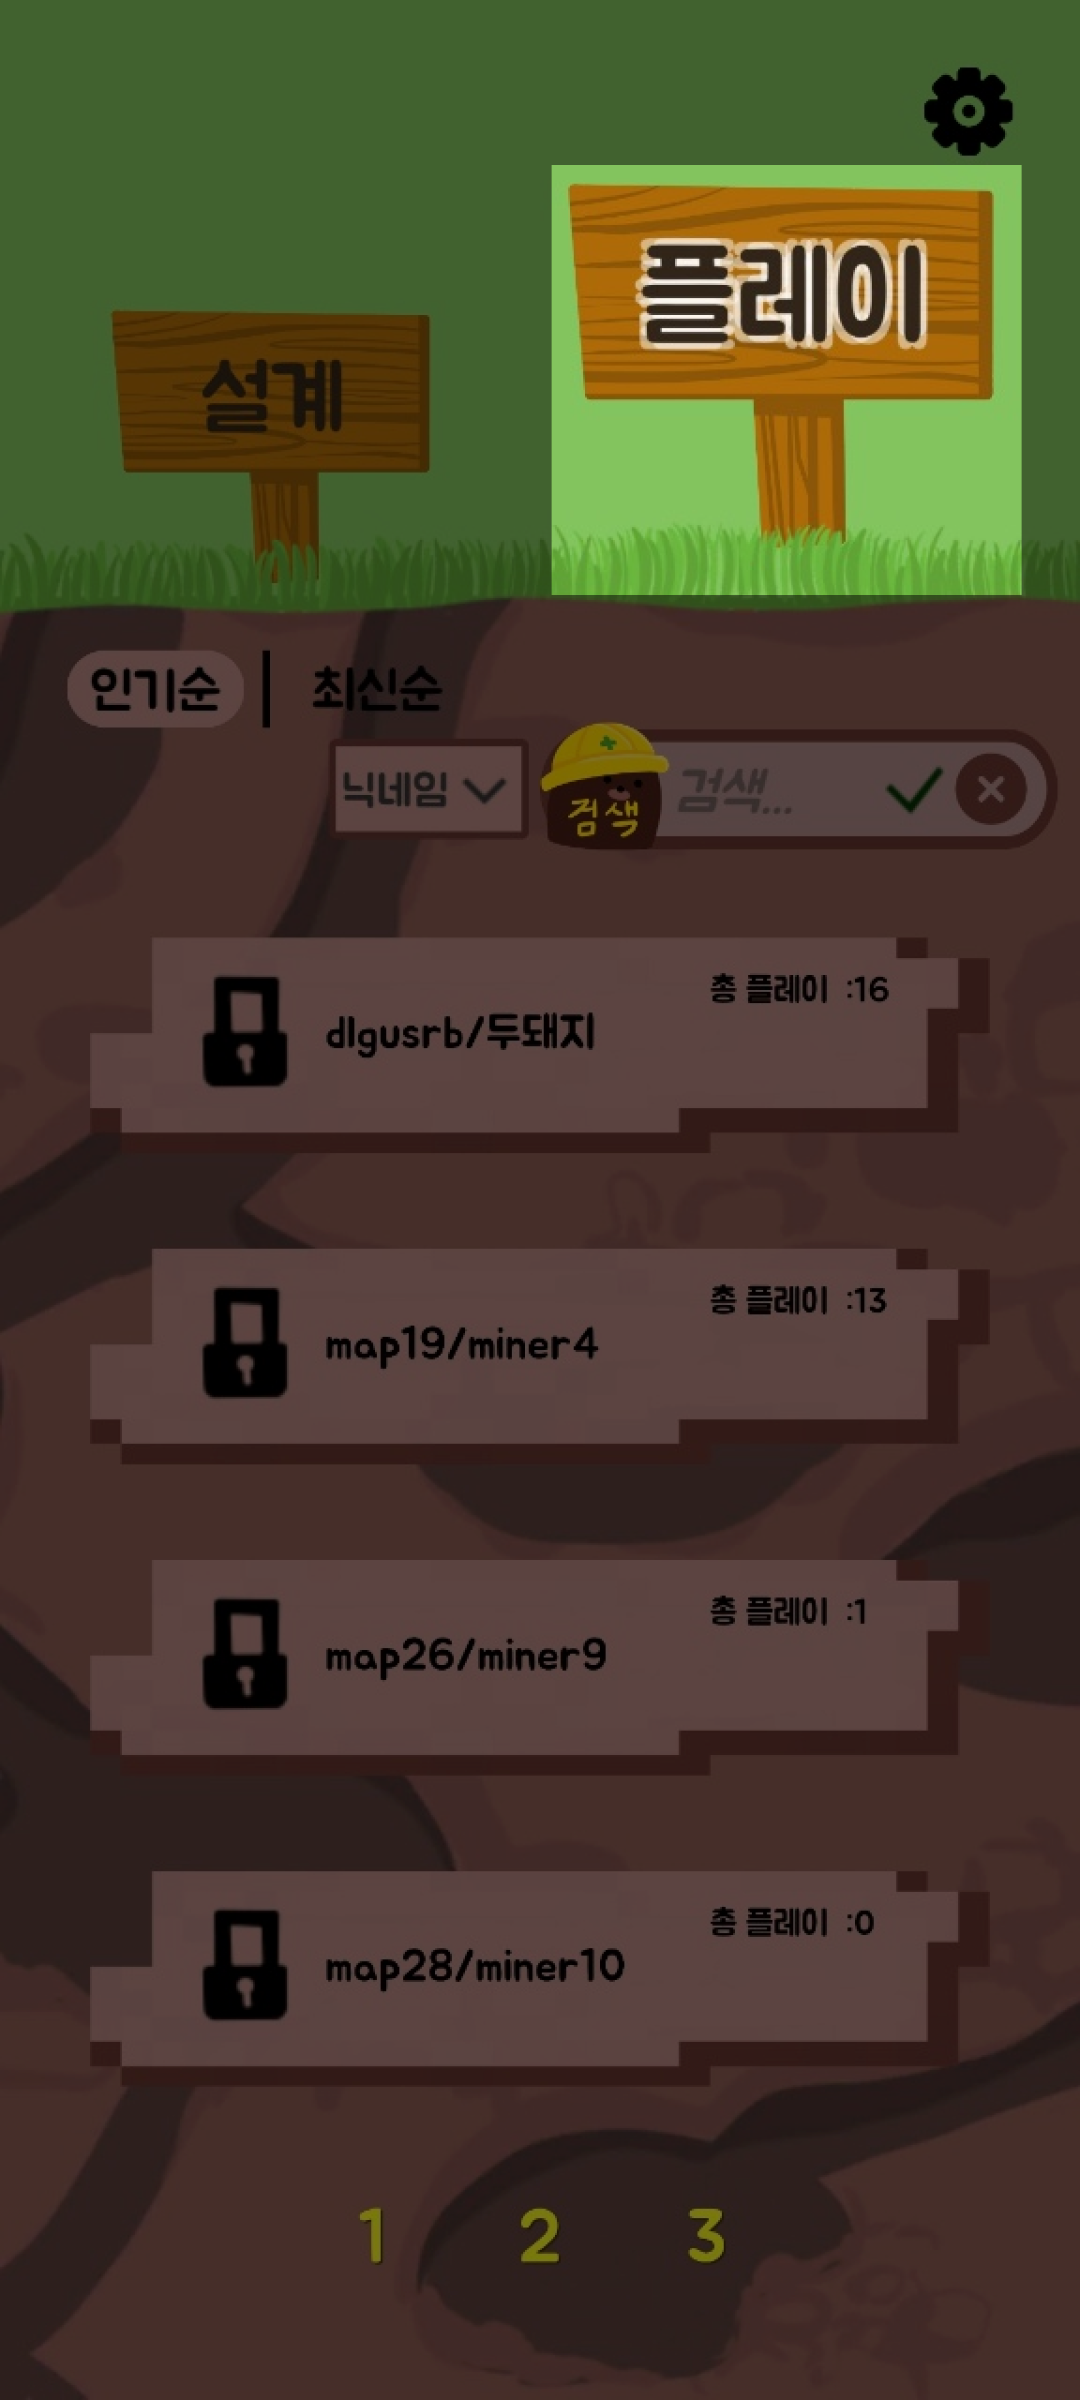 플레이
설계
인기순 | 최신순
닉네임
검색
검색...
총 플레이 :16
dlgusrb/두돼지
총 플레이 :13
map19/miner4
총 플레이 :1
map26/miner9
총 플레이 :0
map28/miner10
1 2 3